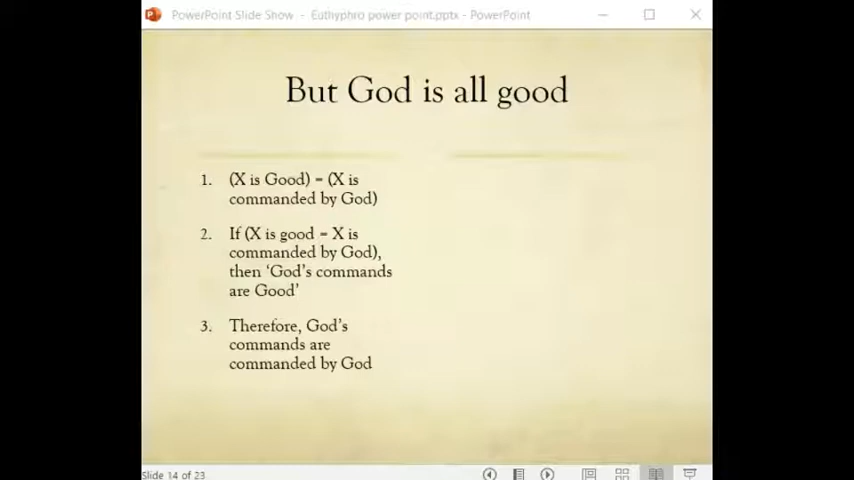 PowerPoint Slide Show - Euthyphro power point.pptx - PowerPoint
But God is all good
1. (X is Good) = (X is
commanded by God)
2. If (X is good = X is
commanded by God),
then ‘God’s commands
are Good’
3. Therefore, God’s
commands are
commanded by God
Slide 14 of 23